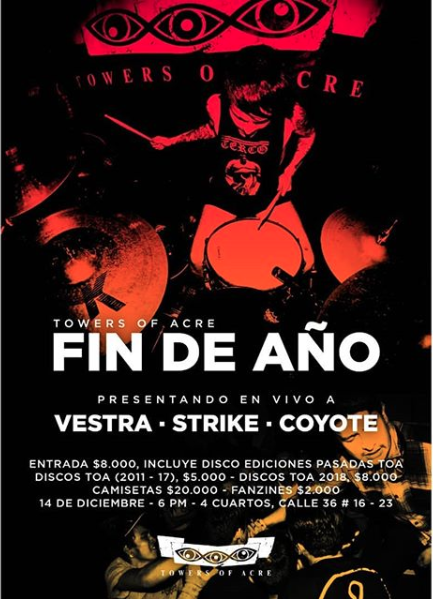 TOWERS OF ACRE
TERCO
TOWERS OF ACRE
FIN DE AÑO
PRESENTANDO EN VIVO A
VESTRA · STRIKE · COYOTE
ENTRADA $8.000, INCLUYE DISCO EDICIONES PASADAS TOA
DISCOS TOA (2011 - 17), $5.000 - DISCOS TOA 2018, $8.000
CAMISETAS $20.000 - FANZINES $2.000
14 DE DICIEMBRE - 6 PM - 4 CUARTOS, CALLE 36 # 16 - 23
TOWERS OF ACRE